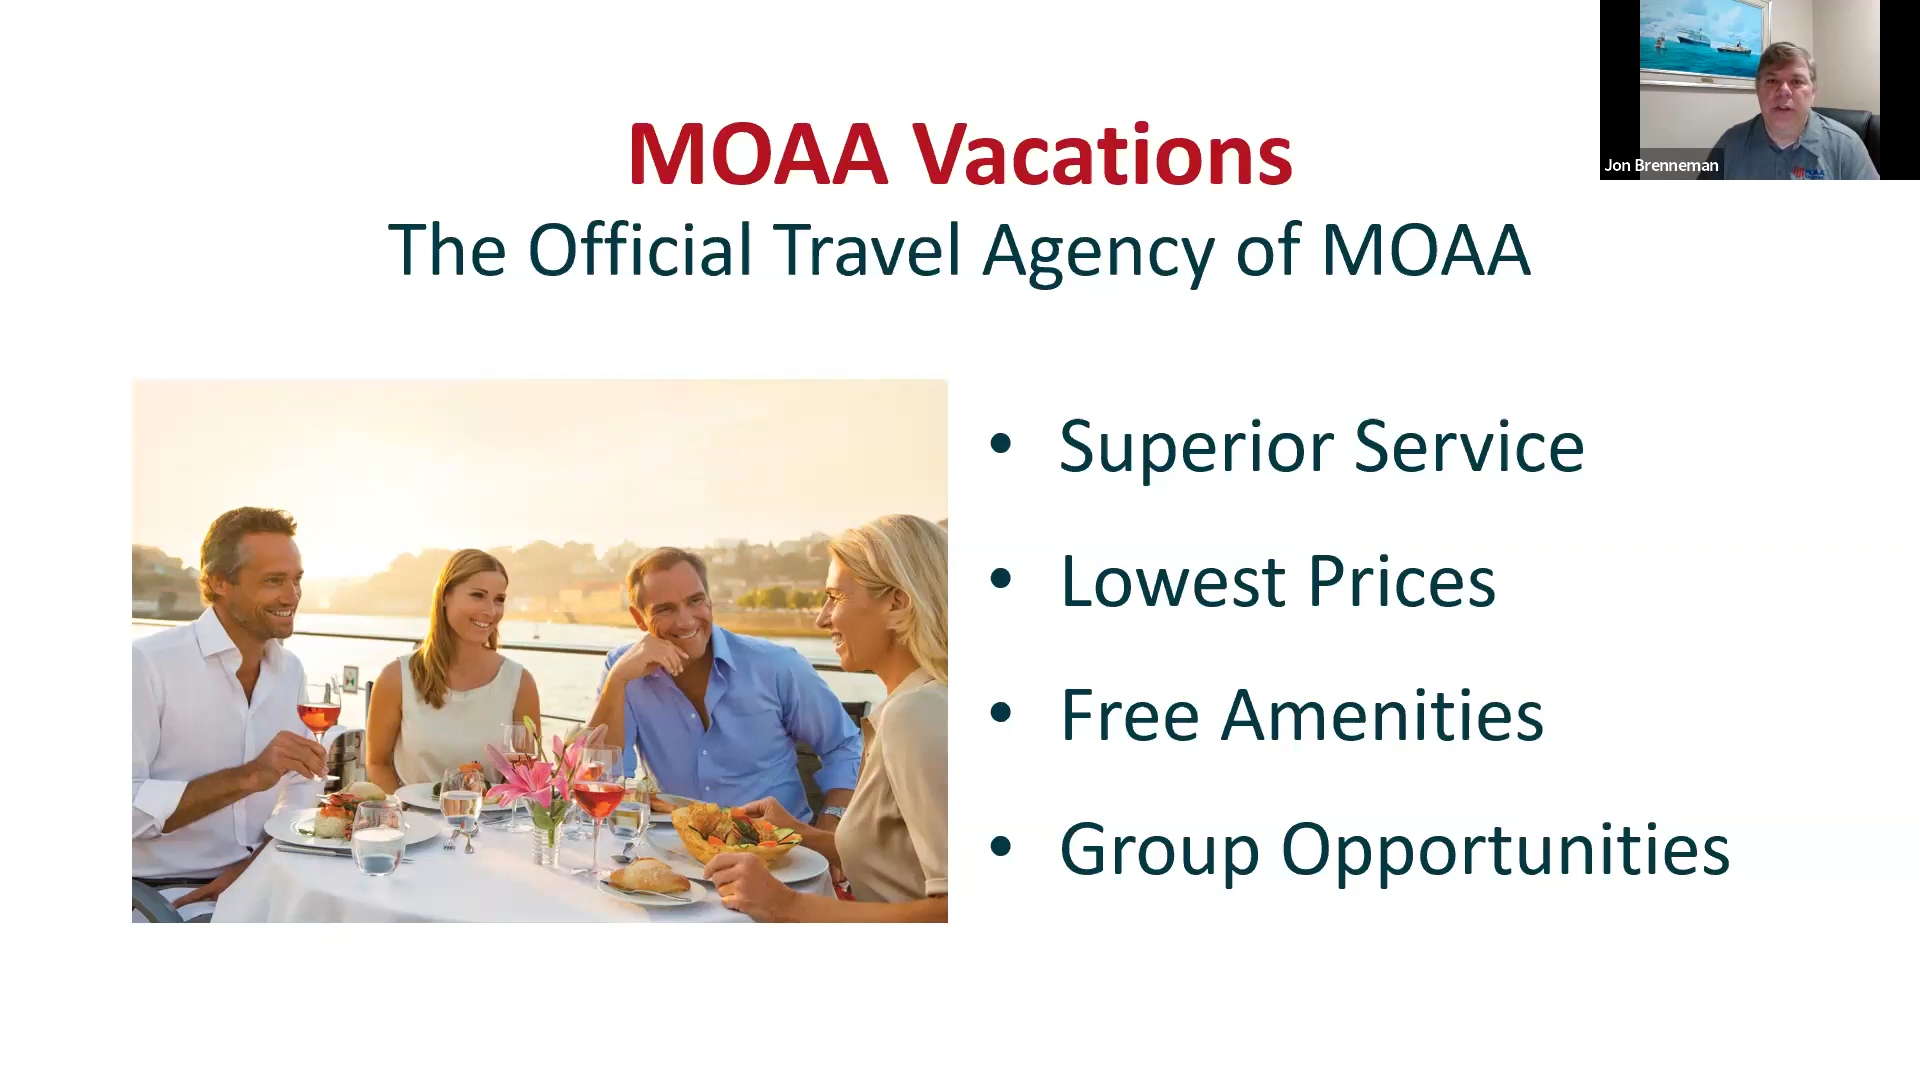 MOAA Vacations
The Official Travel Agency of MOAA
Jon Brenneman
• Superior Service
• Lowest Prices
• Free Amenities
• Group Opportunities